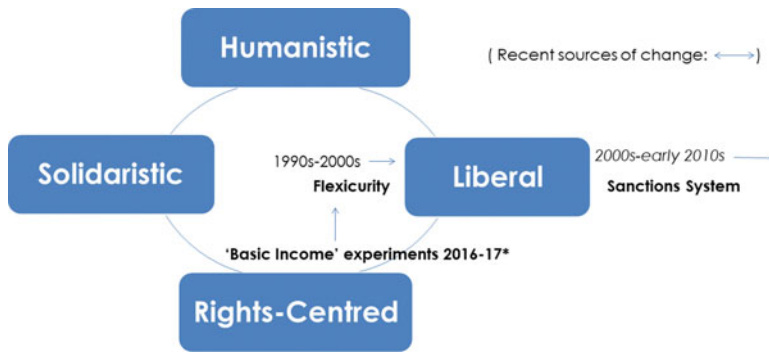 Humanistic
( Recent sources of change: ⟷ )
Solidaristic
1990s-2000s →
Flexicurity
Liberal
2000s-early 2010s
Sanctions System
‘Basic Income’ experiments 2016-17*
Rights-Centred